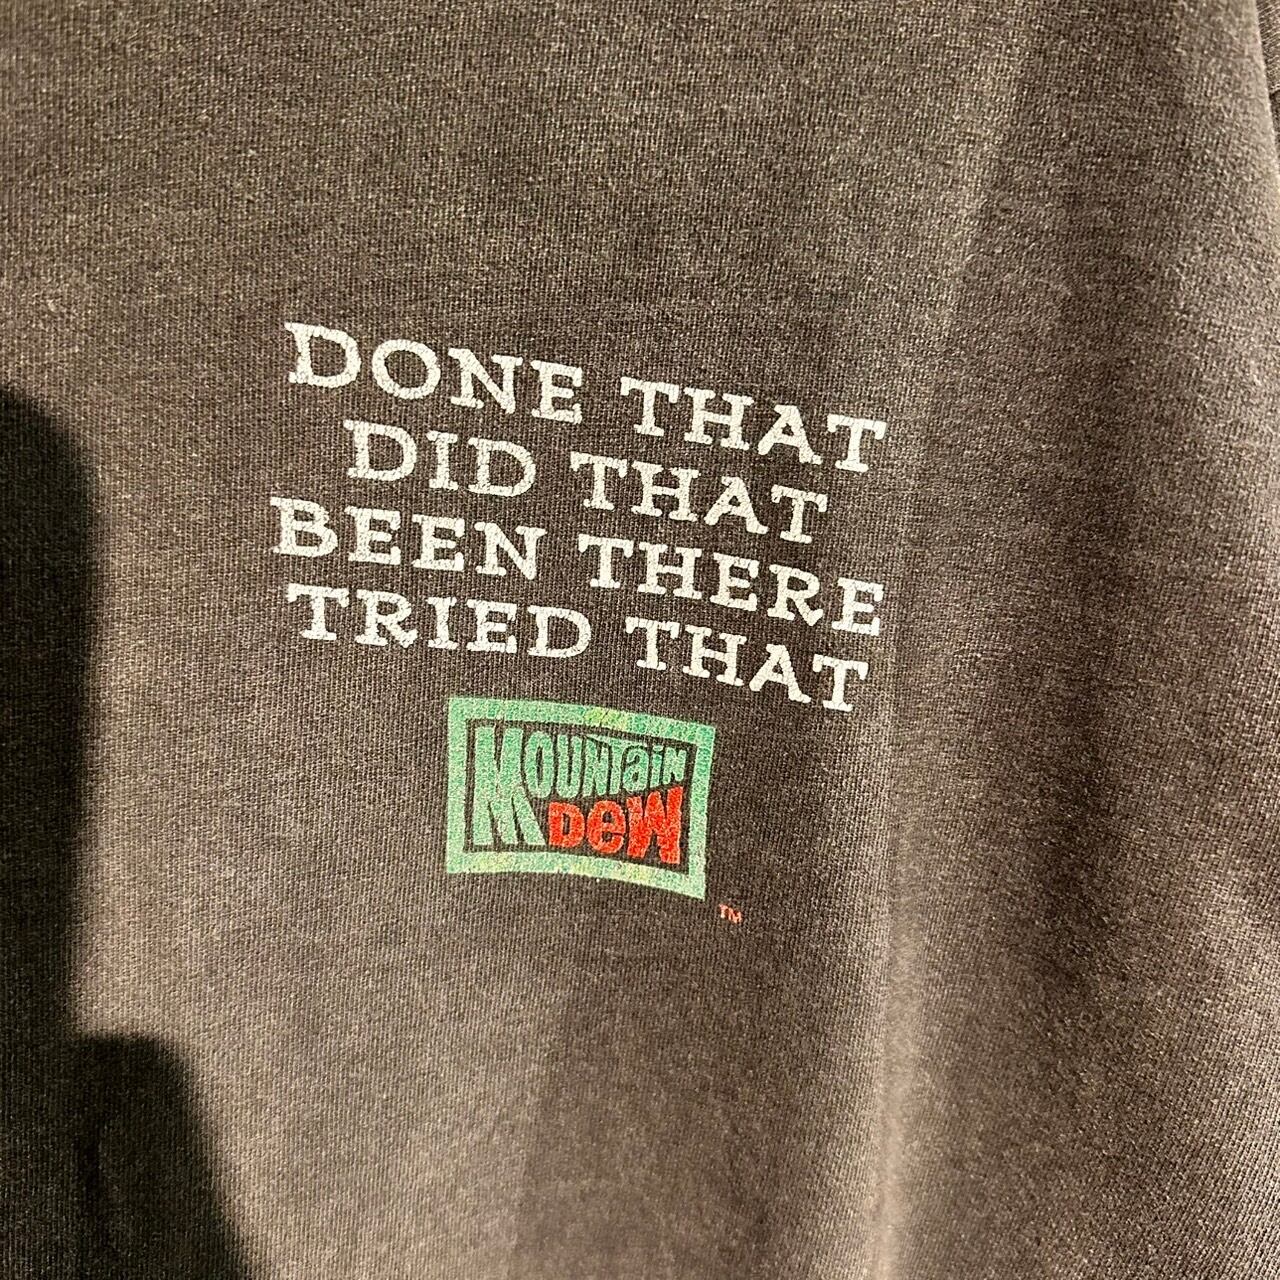 DONE THAT
DID THAT
BEEN THERE
TRIED THAT
MOUNTaiN
DeW
TM